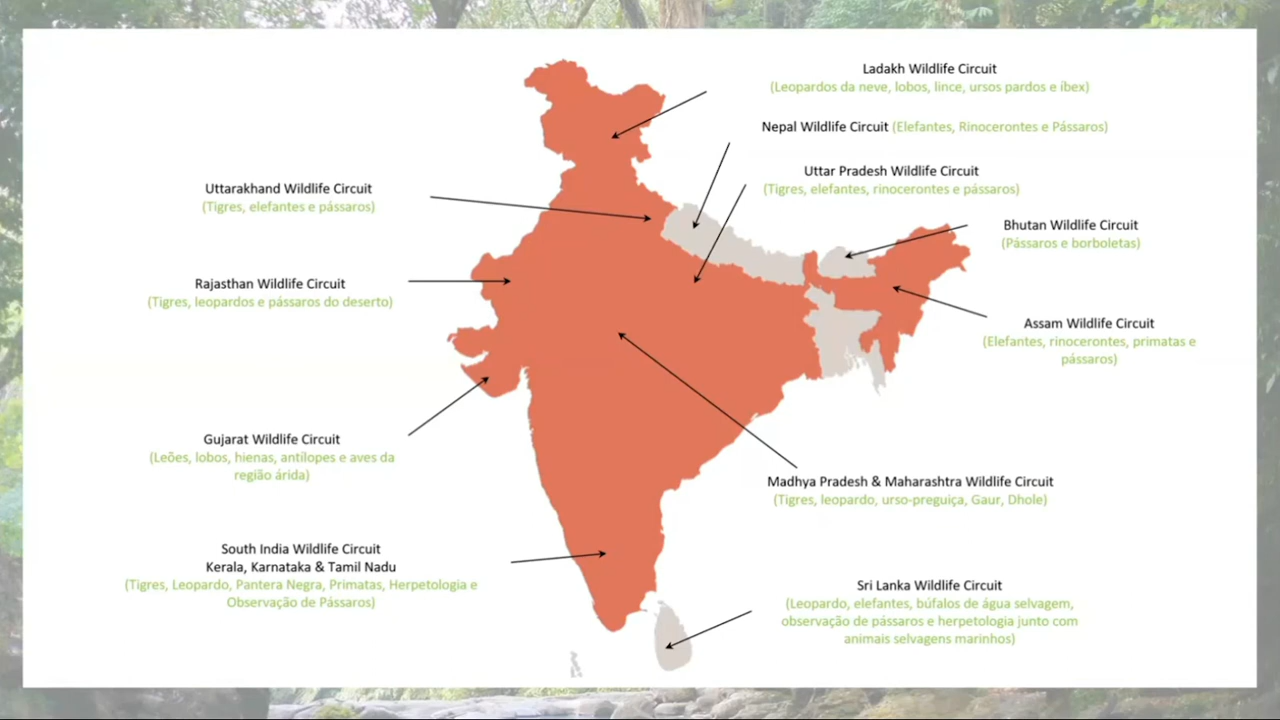 Ladakh Wildlife Circuit
(Leopardos da neve, lobos, lince, ursos pardos e íbex)
Nepal Wildlife Circuit (Elefantes, Rinocerontes e Pássaros)
Uttar Pradesh Wildlife Circuit
(Tigres, elefantes, rinocerontes e pássaros)
Uttarakhand Wildlife Circuit
(Tigres, elefantes e pássaros)
Bhutan Wildlife Circuit
(Pássaros e borboletas)
Rajasthan Wildlife Circuit
(Tigres, leopardos e pássaros do deserto)
Assam Wildlife Circuit
(Elefantes, rinocerontes, primatas e
pássaros)
Gujarat Wildlife Circuit
(Leões, lobos, hienas, antílopes e aves da
região árida)
Madhya Pradesh & Maharashtra Wildlife Circuit
(Tigres, leopardo, urso-preguiça, Gaur, Dhole)
South India Wildlife Circuit
Kerala, Karnataka & Tamil Nadu
(Tigres, Leopardo, Pantera Negra, Primatas, Herpetologia e
Observação de Pássaros)
Sri Lanka Wildlife Circuit
(Leopardo, elefantes, búfalos de água selvagem,
observação de pássaros e herpetologia junto com
animais selvagens marinhos)